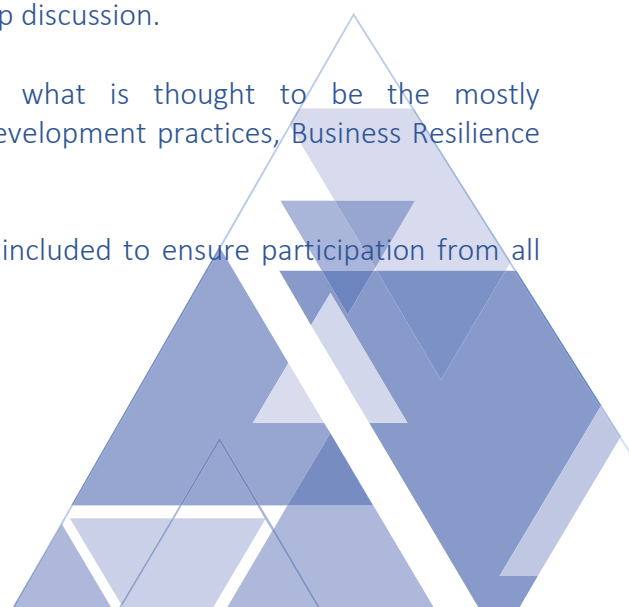 p discussion.
what is thought to be the mostly
evelopment practices, Business Resilience
included to ensure participation from all